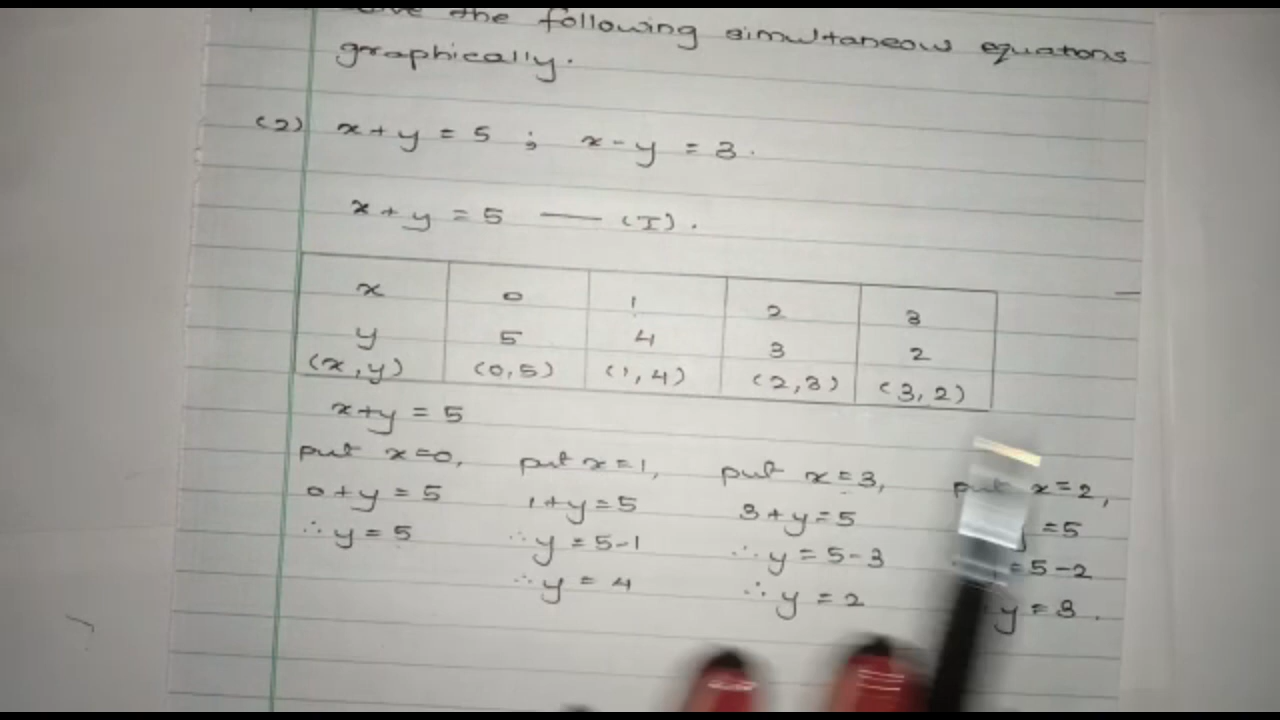 the following simultaneous equations
graphically.
(2) x + y = 5 ; x - y = 3.
x + y = 5 — (I).
x 0 1 2 3
y 5 4 3 2
(x,y) (0,5) (1,4) (2,3) (3,2)
x+y = 5
put x=0, put x=1, put x=3, x=2,
0+y = 5 1+y=5 3+y=5 =5
∴y = 5 ∴y = 5-1 ∴y = 5-3 =5-2
∴y = 4 ∴y = 2 y = 3.